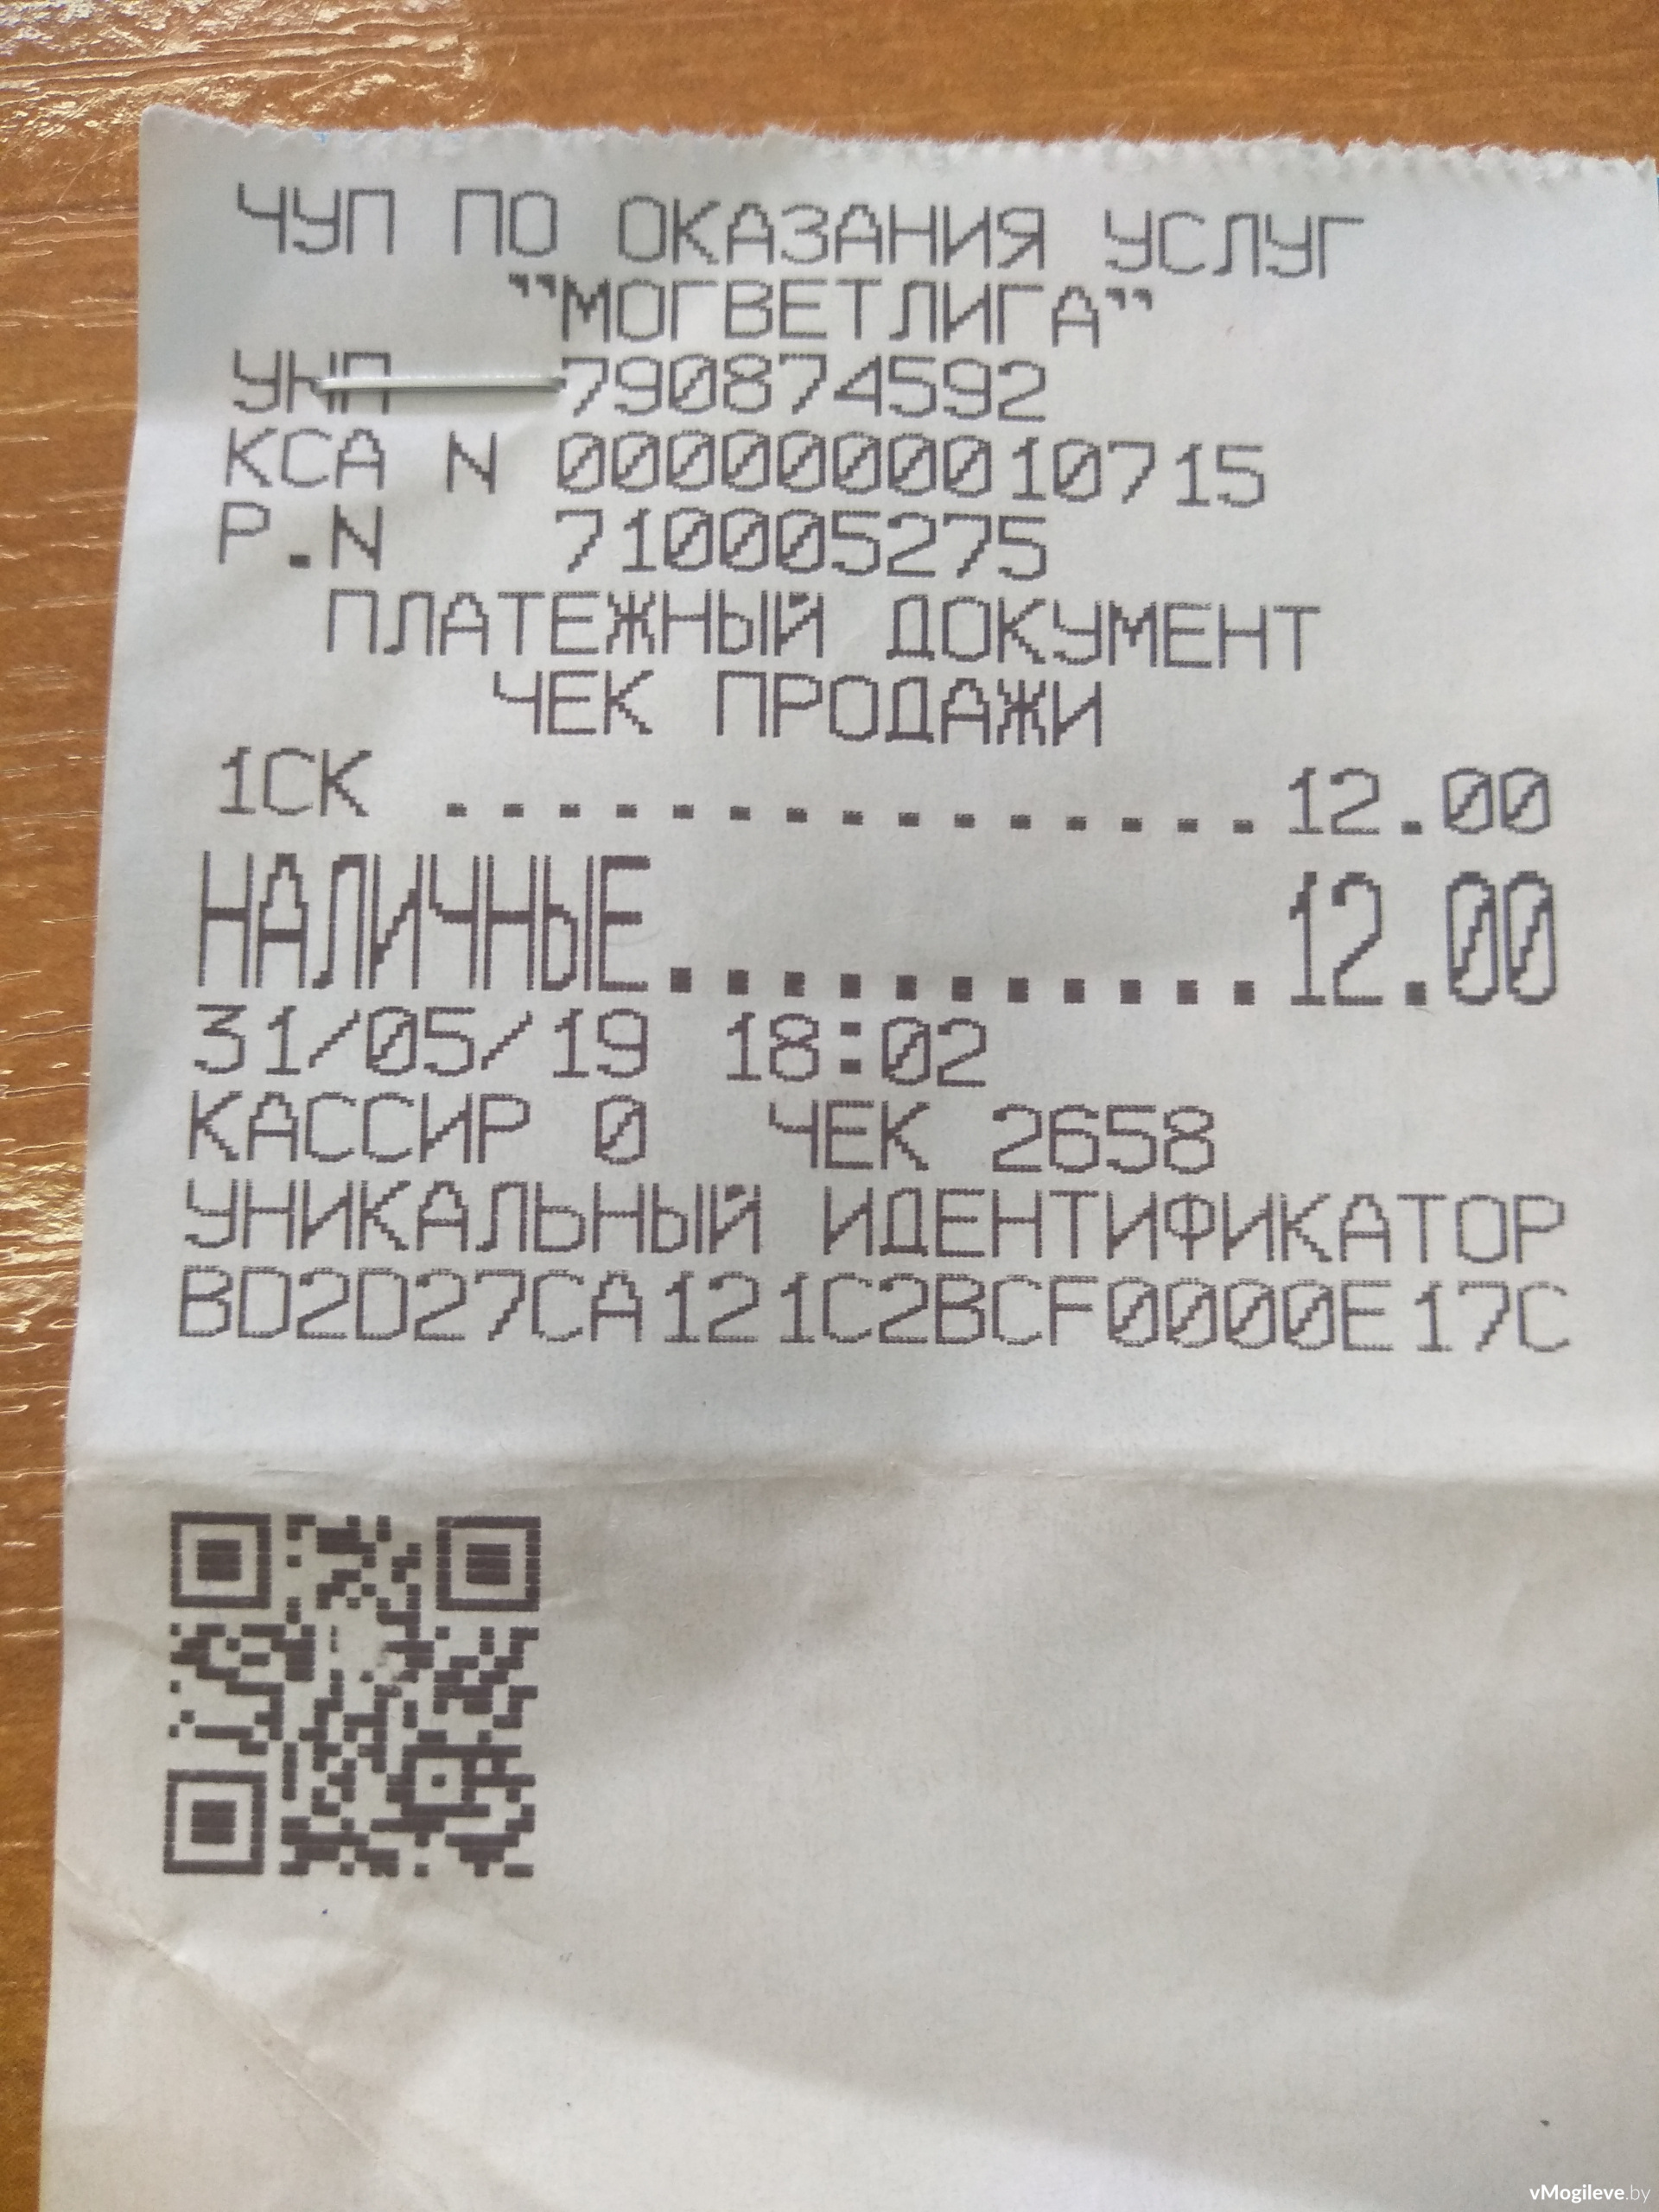 ЧУП ПО ОКАЗАНИЯ УСЛУГ
"МОГВЕТЛИГА"
УНП 790874592
КСА N 00000000010715
Р.N 710005275
ПЛАТЕЖНЫЙ ДОКУМЕНТ
ЧЕК ПРОДАЖИ
1СК ...............12.00
НАЛИЧНЫЕ...........12.00
31/05/19 18:02
КАССИР 0 ЧЕК 2658
УНИКАЛЬНЫЙ ИДЕНТИФИКАТОР
BD2D27CA121C2BCF0000E17C
vMogileve.by